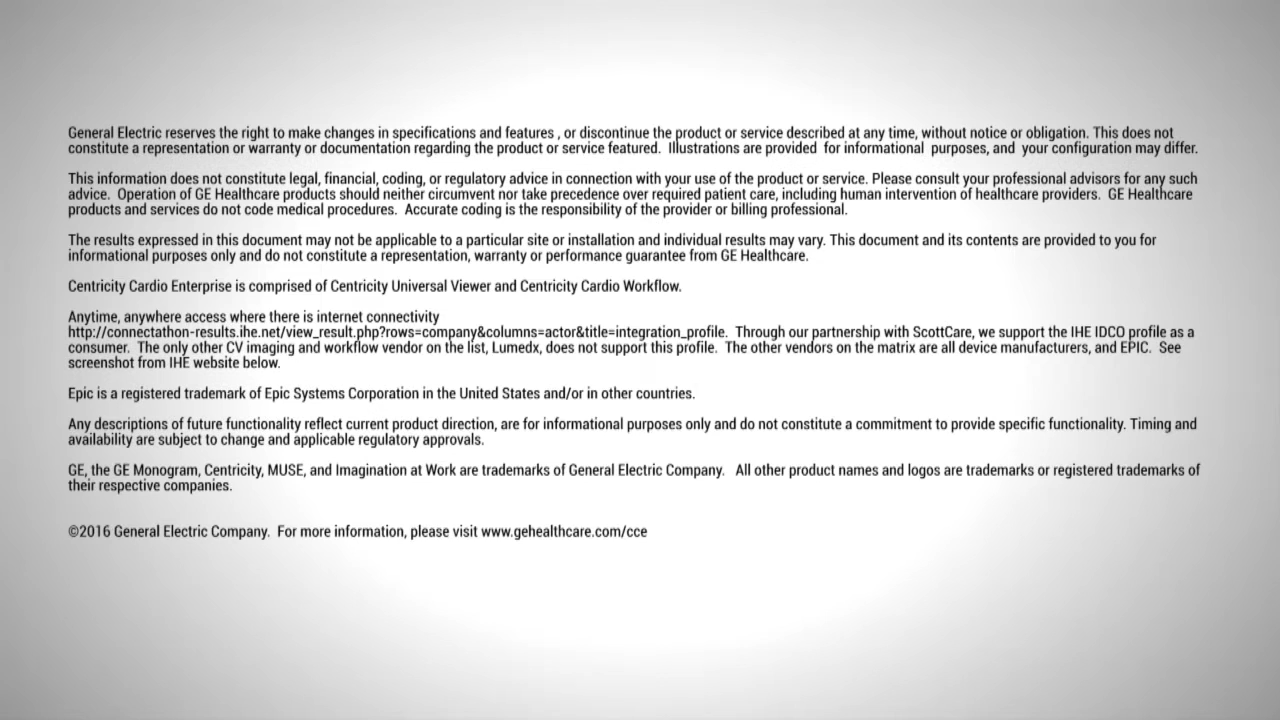 General Electric reserves the right to make changes in specifications and features , or discontinue the product or service described at any time, without notice or obligation. This does not
constitute a representation or warranty or documentation regarding the product or service featured. Illustrations are provided for informational purposes, and your configuration may differ.
This information does not constitute legal, financial, coding, or regulatory advice in connection with your use of the product or service. Please consult your professional advisors for any such
advice. Operation of GE Healthcare products should neither circumvent nor take precedence over required patient care, including human intervention of healthcare providers. GE Healthcare
products and services do not code medical procedures. Accurate coding is the responsibility of the provider or billing professional.
The results expressed in this document may not be applicable to a particular site or installation and individual results may vary. This document and its contents are provided to you for
informational purposes only and do not constitute a representation, warranty or performance guarantee from GE Healthcare.
Centricity Cardio Enterprise is comprised of Centricity Universal Viewer and Centricity Cardio Workflow.
Anytime, anywhere access where there is internet connectivity
http://connectathon-results.ihe.net/view_result.php?rows=company&columns=actor&title=integration_profile. Through our partnership with ScottCare, we support the IHE IDCO profile as a
consumer. The only other CV imaging and workflow vendor on the list, Lumedx, does not support this profile. The other vendors on the matrix are all device manufacturers, and EPIC. See
screenshot from IHE website below.
Epic is a registered trademark of Epic Systems Corporation in the United States and/or in other countries.
Any descriptions of future functionality reflect current product direction, are for informational purposes only and do not constitute a commitment to provide specific functionality. Timing and
availability are subject to change and applicable regulatory approvals.
GE, the GE Monogram, Centricity, MUSE, and Imagination at Work are trademarks of General Electric Company. All other product names and logos are trademarks or registered trademarks of
their respective companies.
©2016 General Electric Company. For more information, please visit www.gehealthcare.com/cce